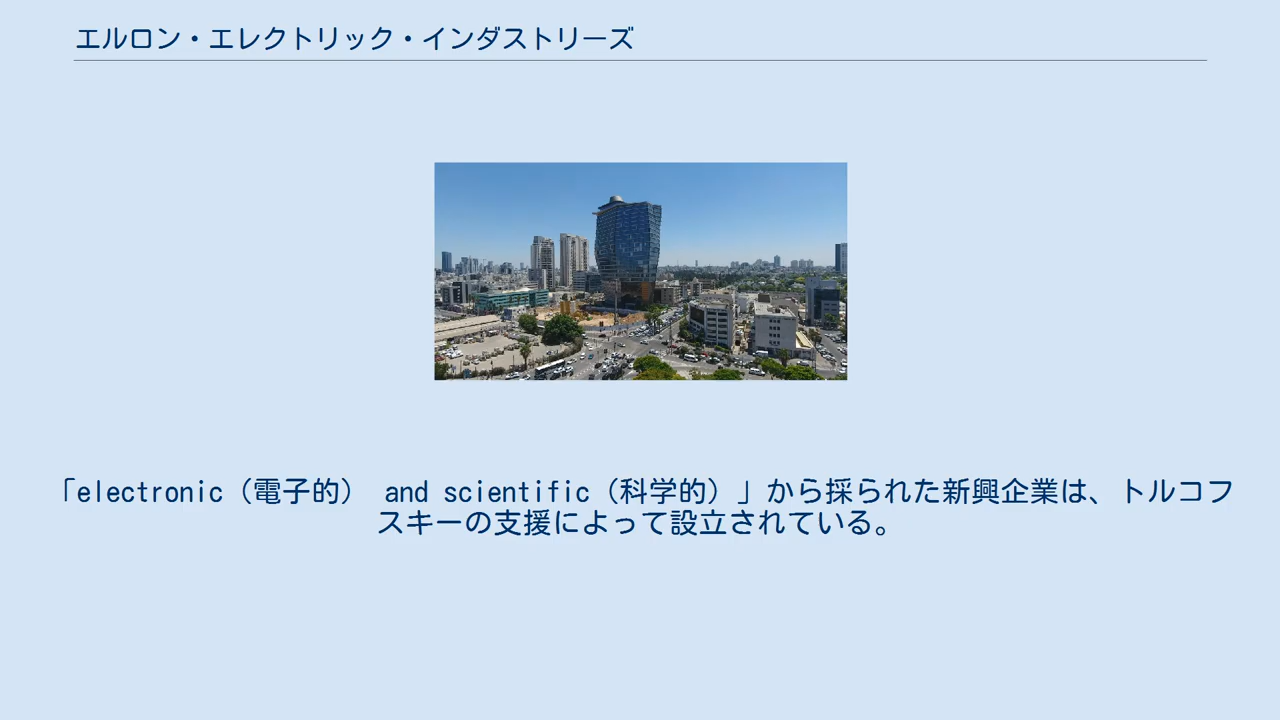 エルロン・エレクトリック・インダストリーズ
「electronic（電子的） and scientific（科学的）」から採られた新興企業は、トルコフ
スキーの支援によって設立されている。